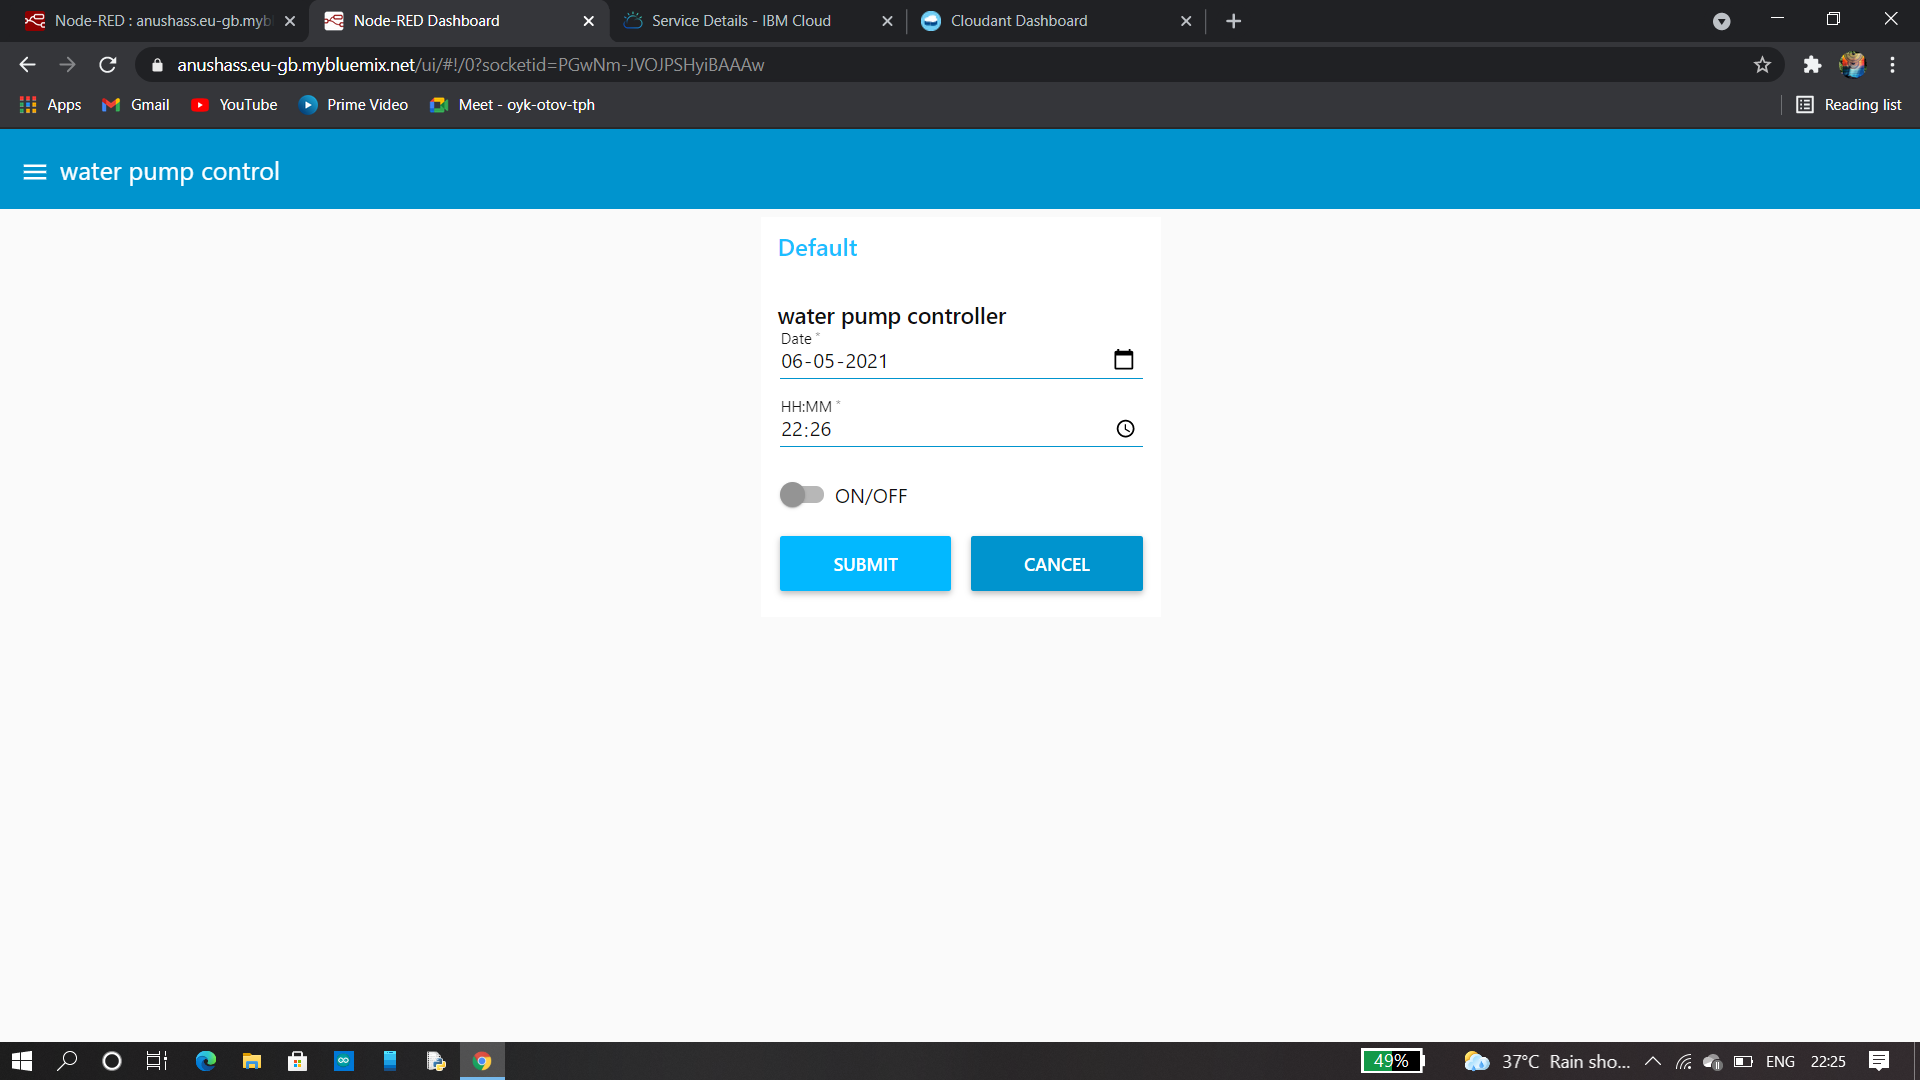 Node-RED : anushass.eu-gb.myb
Node-RED Dashboard
Service Details - IBM Cloud
Cloudant Dashboard
anushass.eu-gb.mybluemix.net/ui/#!/0?socketid=PGwNm-JVOJPSHyiBAAAw
Apps
Gmail
YouTube
Prime Video
Meet - oyk-otov-tph
Reading list
water pump control
Default
water pump controller
Date *
06-05-2021
HH:MM *
22:26
ON/OFF
SUBMIT
CANCEL
49%
37°C Rain sho...
ENG
22:25